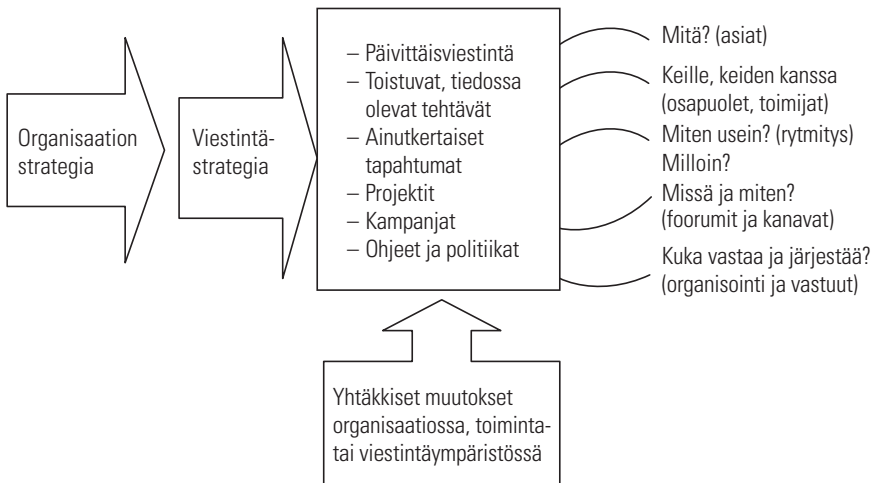 Organisaation
strategia
Viestintä-
strategia
– Päivittäisviestintä
– Toistuvat, tiedossa
olevat tehtävät
– Ainutkertaiset
tapahtumat
– Projektit
– Kampanjat
– Ohjeet ja politiikat
Mitä? (asiat)
Keille, keiden kanssa
(osapuolet, toimijat)
Miten usein? (rytmitys)
Milloin?
Missä ja miten?
(foorumit ja kanavat)
Kuka vastaa ja järjestää?
(organisointi ja vastuut)
Yhtäkkiset muutokset
organisaatiossa, toiminta-
tai viestintäympäristössä